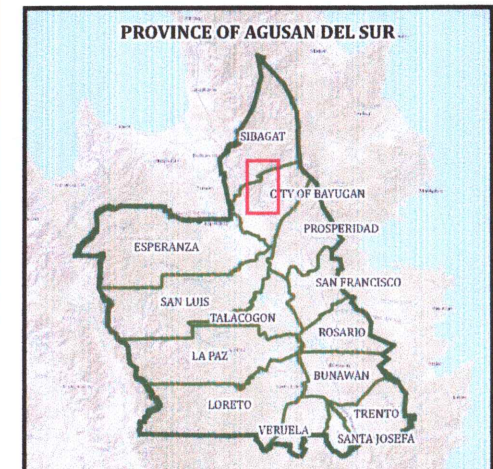 PROVINCE OF AGUSAN DEL SUR
SIBAGAT
CITY OF BAYUGAN
PROSPERIDAD
ESPERANZA
SAN FRANCISCO
SAN LUIS
TALACOGON
ROSARIO
LA PAZ
BUNAWAN
LORETO
TRENTO
VERUELA
SANTA JOSEFA